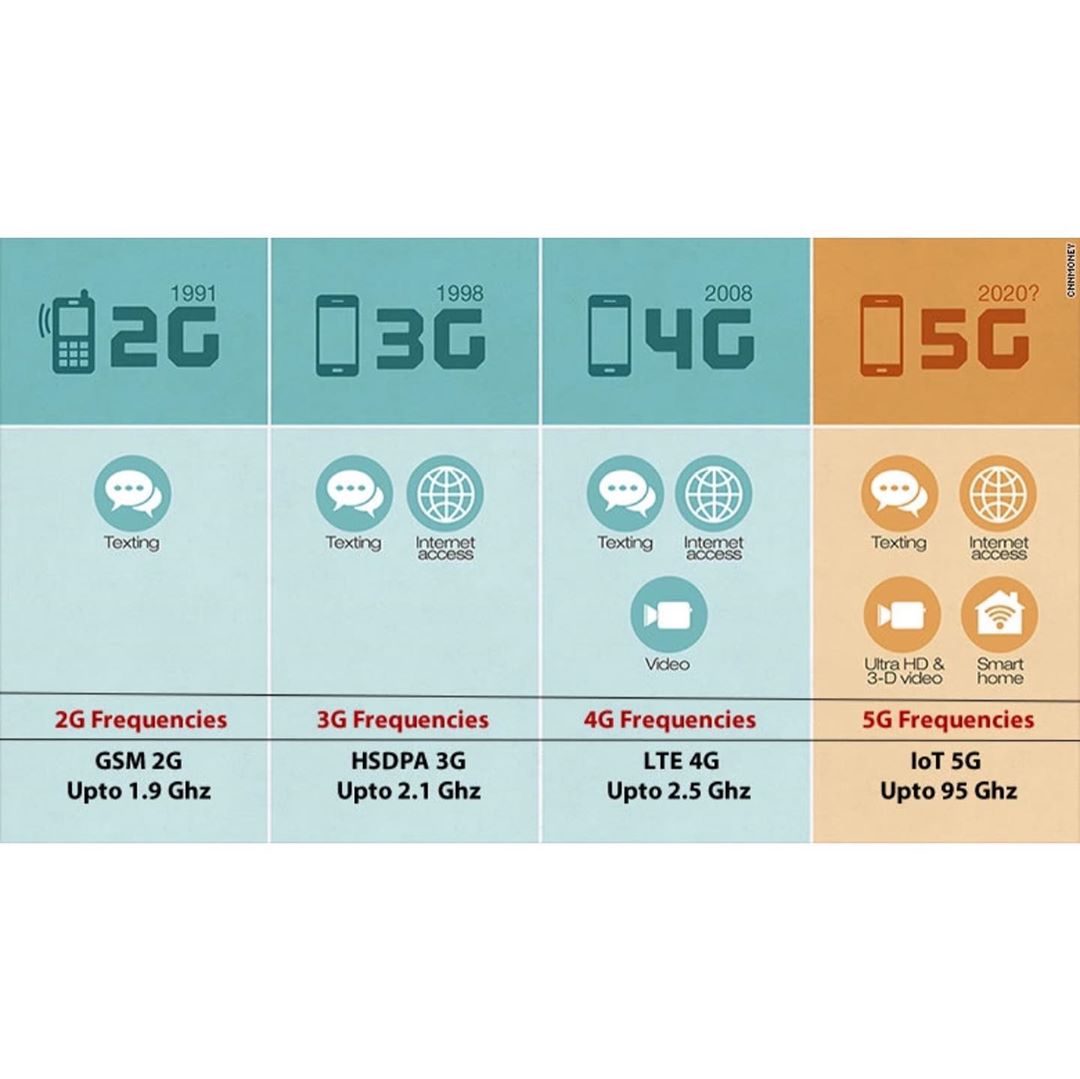 1991
2G
1998
3G
2008
4G
2020?
5G
CNNMONEY
Texting
Texting
Internet
access
Texting
Internet
access
Video
Texting
Internet
access
Ultra HD &
3-D video
Smart
home
2G Frequencies
3G Frequencies
4G Frequencies
5G Frequencies
GSM 2G
Upto 1.9 Ghz
HSDPA 3G
Upto 2.1 Ghz
LTE 4G
Upto 2.5 Ghz
IoT 5G
Upto 95 Ghz